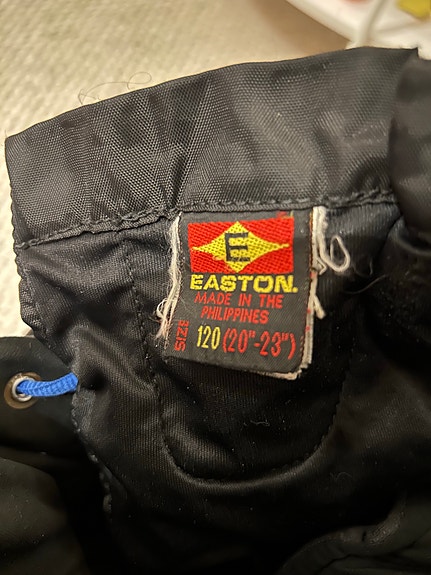 E
EASTON.
MADE IN THE
PHILIPPINES
SIZE 120 (20"-23")